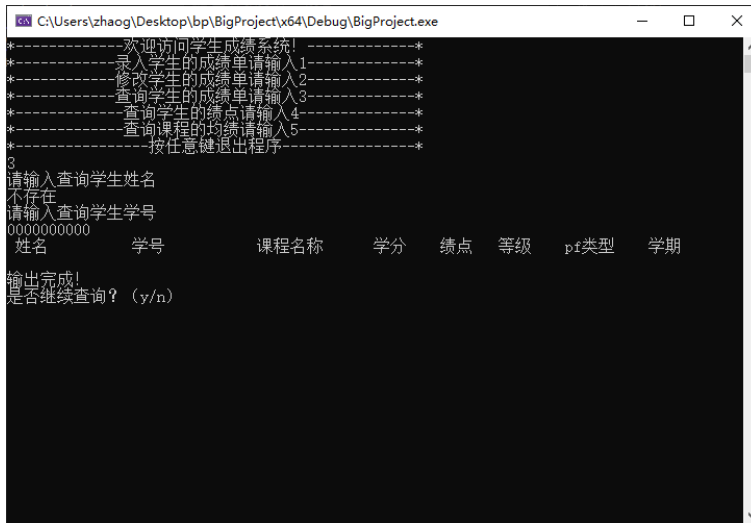 C:\Users\zhaog\Desktop\bp\BigProject\x64\Debug\BigProject.exe
*-------------欢迎访问学生成绩系统! -------------*
*------------录入学生的成绩单请输入1-------------*
*------------修改学生的成绩单请输入2-------------*
*------------查询学生的成绩单请输入3-------------*
*-------------查询学生的绩点请输入4--------------*
*-------------查询课程的均绩请输入5--------------*
*----------------按任意键退出程序----------------*
3
请输入查询学生姓名
不存在
请输入查询学生学号
0000000000
姓名 学号 课程名称 学分 绩点 等级 pf类型 学期
输出完成!
是否继续查询？（y/n）